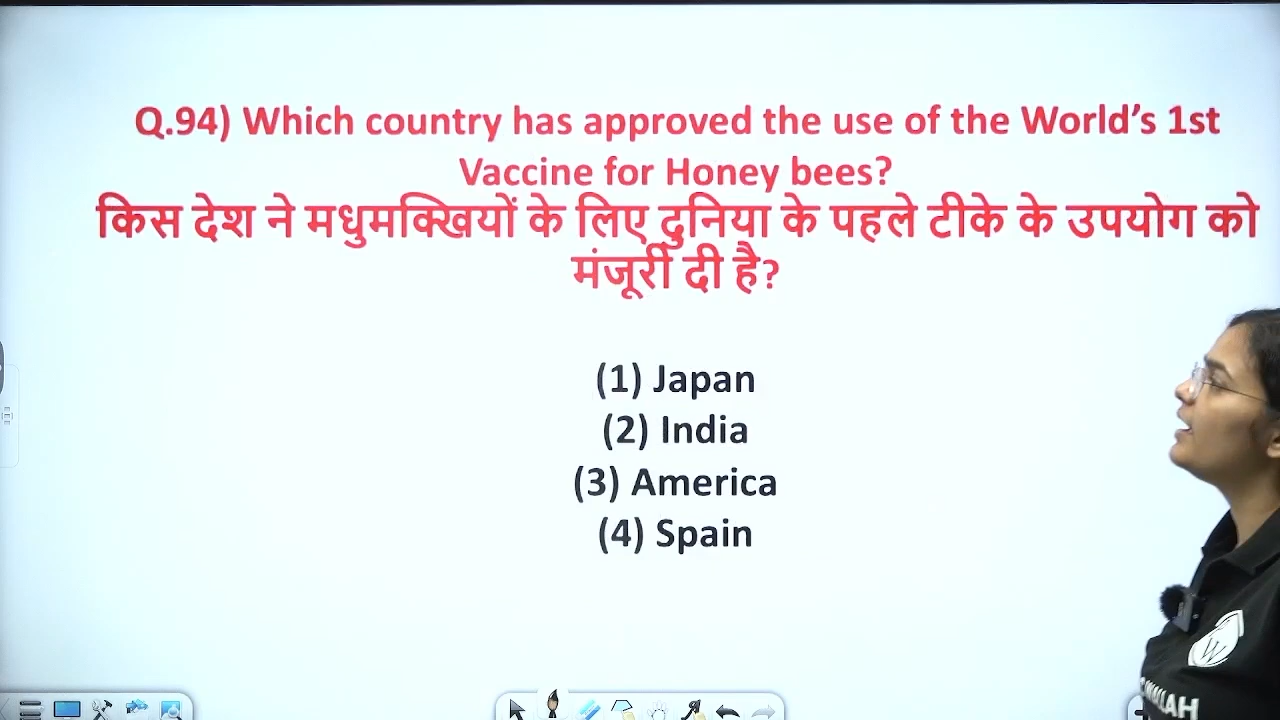 Q.94) Which country has approved the use of the World’s 1st
Vaccine for Honey bees?
किस देश ने मधुमक्खियों के लिए दुनिया के पहले टीके के उपयोग को
मंजूरी दी है?
(1) Japan
(2) India
(3) America
(4) Spain